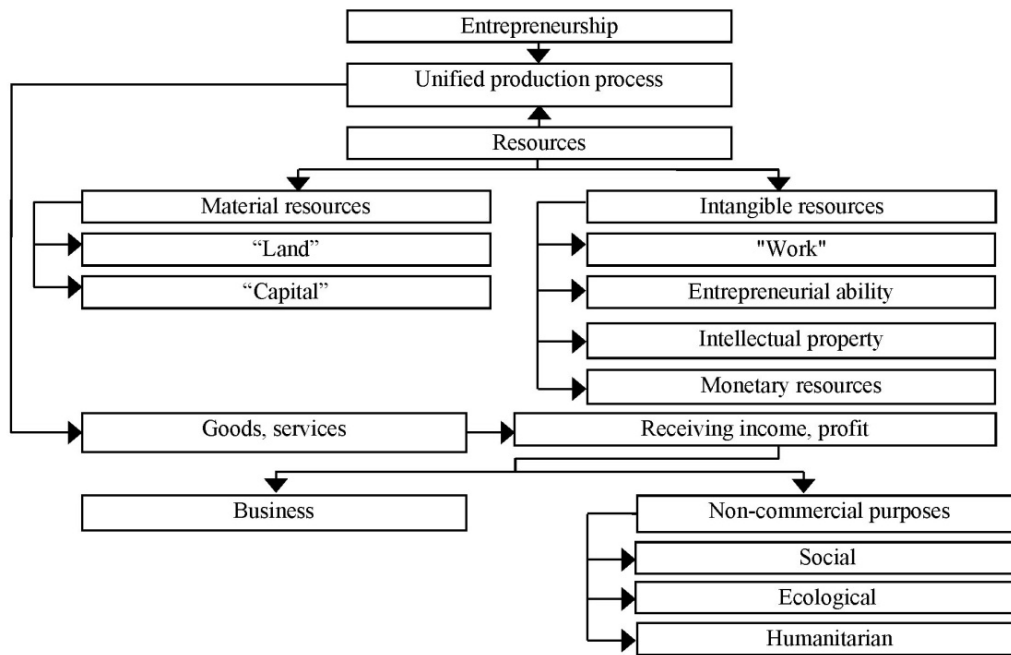 Entrepreneurship
Unified production process
Resources
Material resources
Intangible resources
“Land”
"Work"
“Capital”
Entrepreneurial ability
Intellectual property
Monetary resources
Goods, services
Receiving income, profit
Business
Non-commercial purposes
Social
Ecological
Humanitarian